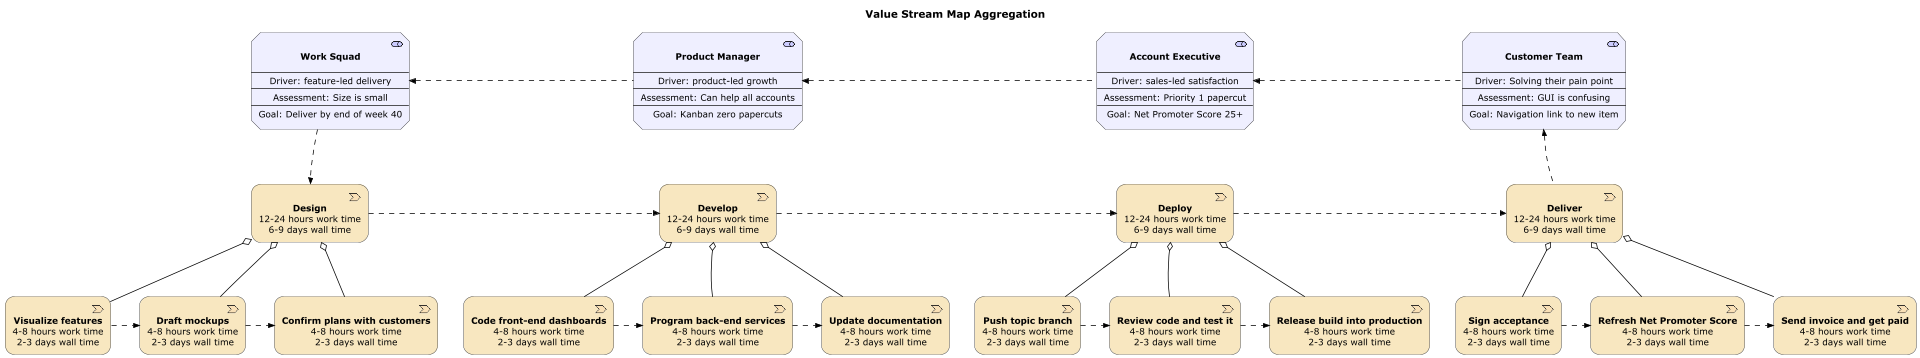 Value Stream Map Aggregation
Work Squad
Driver: feature-led delivery
Assessment: Size is small
Goal: Deliver by end of week 40
Product Manager
Driver: product-led growth
Assessment: Can help all accounts
Goal: Kanban zero papercuts
Account Executive
Driver: sales-led satisfaction
Assessment: Priority 1 papercut
Goal: Net Promoter Score 25+
Customer Team
Driver: Solving their pain point
Assessment: GUI is confusing
Goal: Navigation link to new item
Design
12-24 hours work time
6-9 days wall time
Develop
12-24 hours work time
6-9 days wall time
Deploy
12-24 hours work time
6-9 days wall time
Deliver
12-24 hours work time
6-9 days wall time
Visualize features
4-8 hours work time
2-3 days wall time
Draft mockups
4-8 hours work time
2-3 days wall time
Confirm plans with customers
4-8 hours work time
2-3 days wall time
Code front-end dashboards
4-8 hours work time
2-3 days wall time
Program back-end services
4-8 hours work time
2-3 days wall time
Update documentation
4-8 hours work time
2-3 days wall time
Push topic branch
4-8 hours work time
2-3 days wall time
Review code and test it
4-8 hours work time
2-3 days wall time
Release build into production
4-8 hours work time
2-3 days wall time
Sign acceptance
4-8 hours work time
2-3 days wall time
Refresh Net Promoter Score
4-8 hours work time
2-3 days wall time
Send invoice and get paid
4-8 hours work time
2-3 days wall time